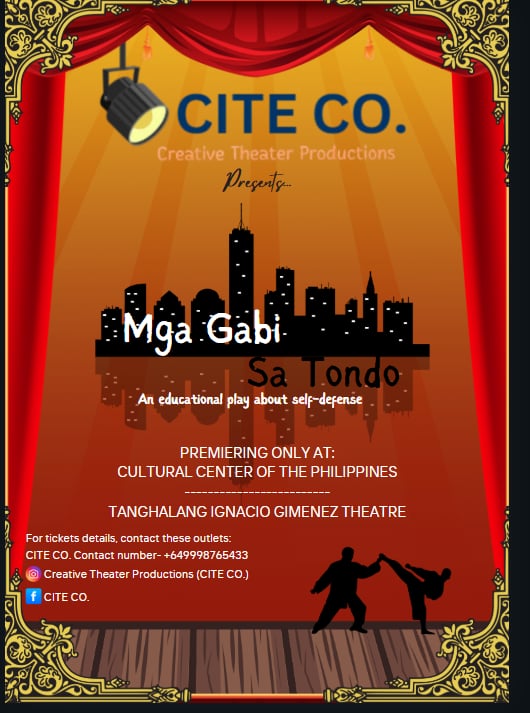 CITE CO.
Creative Theater Productions
Presents...
Mga Gabi
Sa Tondo
An educational play about self-defense
PREMIERING ONLY AT:
CULTURAL CENTER OF THE PHILIPPINES
-------------------------
TANGHALANG IGNACIO GIMENEZ THEATRE
For tickets details, contact these outlets:
CITE CO. Contact number- +649998765433
Creative Theater Productions (CITE CO.)
CITE CO.